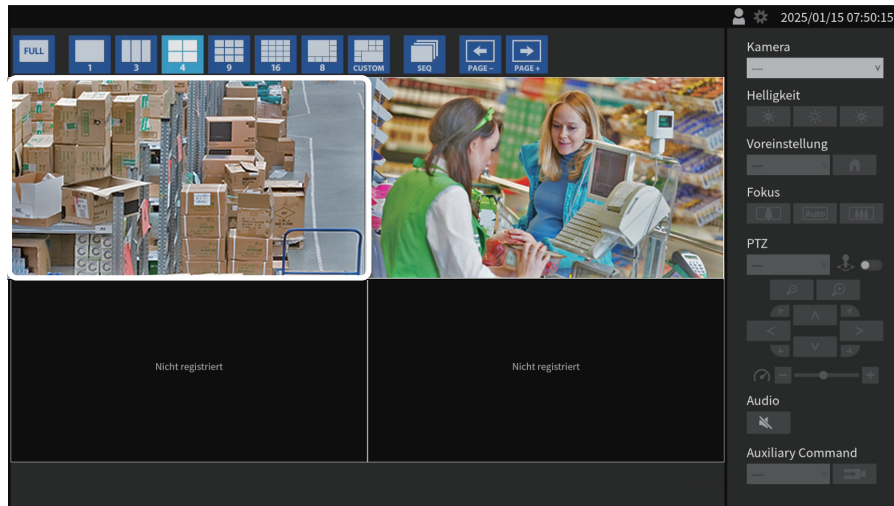 2025/01/15 07:50:15
FULL
1
3
4
9
16
8
CUSTOM
SEQ
PAGE −
PAGE +
Kamera
----
Helligkeit
Voreinstellung
----
Fokus
Auto
PTZ
----
Nicht registriert
Nicht registriert
Audio
Auxiliary Command
----